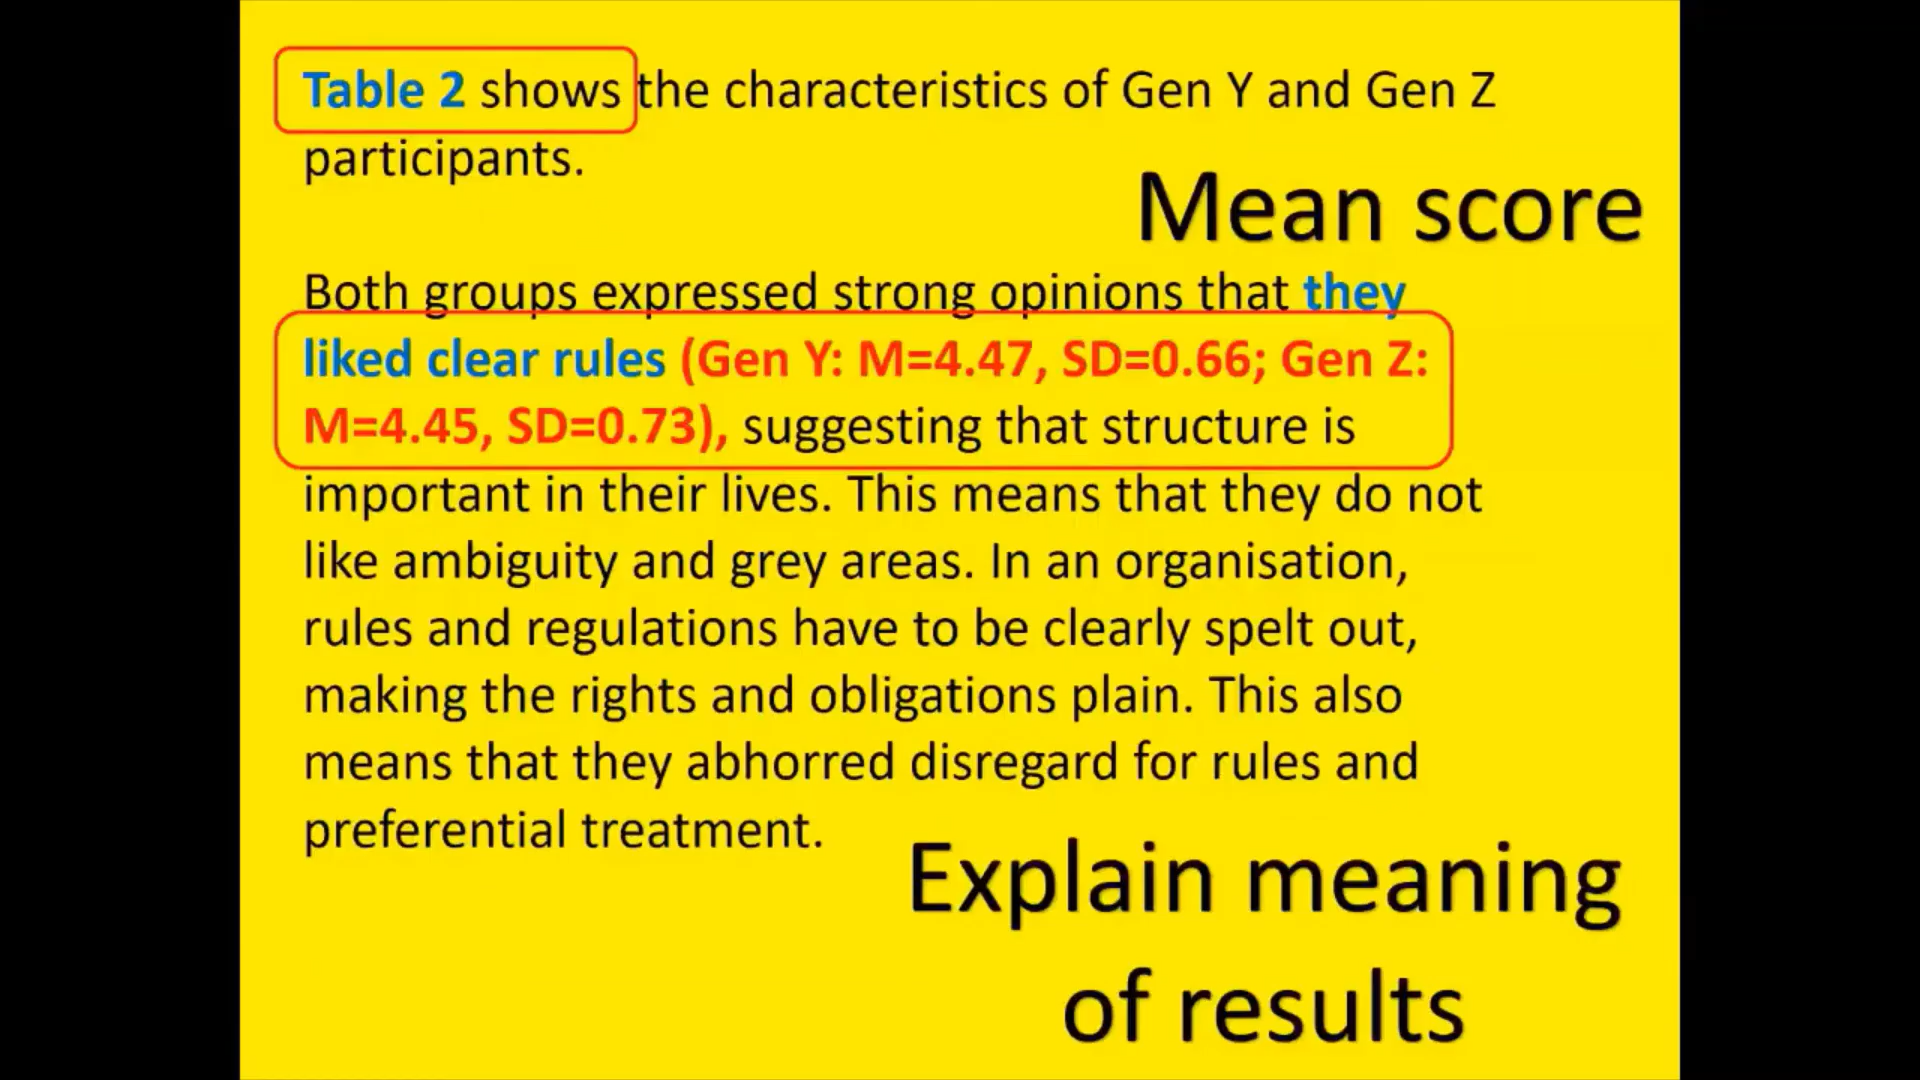 Table 2 shows the characteristics of Gen Y and Gen Z
participants.
Mean score
Both groups expressed strong opinions that they
liked clear rules (Gen Y: M=4.47, SD=0.66; Gen Z:
M=4.45, SD=0.73), suggesting that structure is
important in their lives. This means that they do not
like ambiguity and grey areas. In an organisation,
rules and regulations have to be clearly spelt out,
making the rights and obligations plain. This also
means that they abhorred disregard for rules and
preferential treatment.
Explain meaning
of results